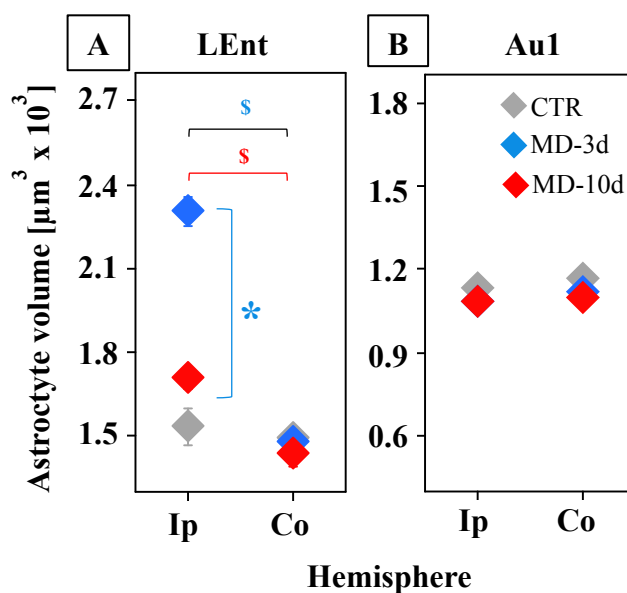 A
LEnt
B
Au1
Astroctyte volume [µm³ x 10³]
2.7
2.4
2.1
1.8
1.5
$
$
*
Ip
Co
1.8
1.5
1.2
0.9
0.6
CTR
MD-3d
MD-10d
Ip
Co
Hemisphere